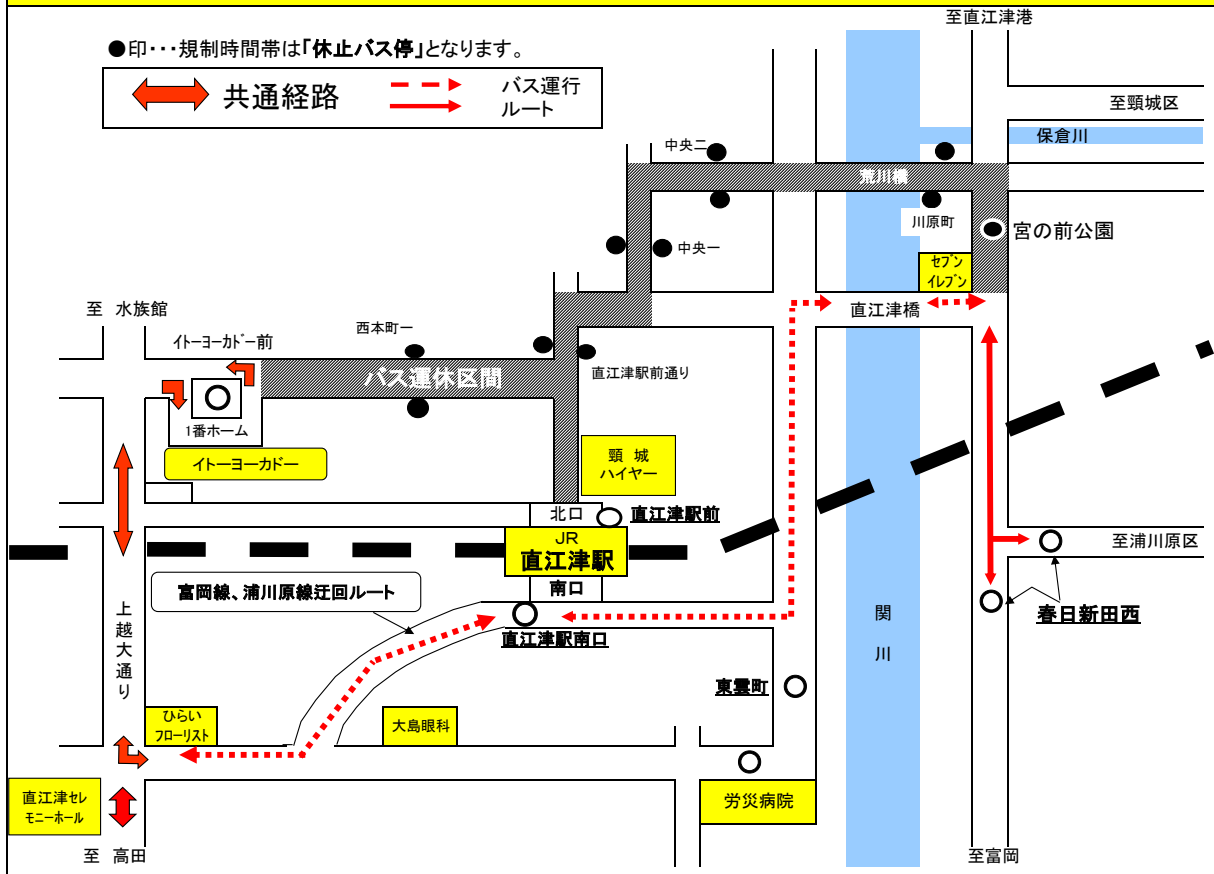 至直江津港
●印・・・規制時間帯は「休止バス停」となります。
共通経路
バス運行
ルート
至頸城区
保倉川
中央二
荒川橋
川原町
宮の前公園
中央一
セブン
イレブン
至 水族館
直江津橋
イトーヨーカドー前
西本町一
直江津駅前通り
バス運休区間
1番ホーム
イトーヨーカドー
頸 城
ハイヤー
北口
直江津駅前
JR
直江津駅
至浦川原区
南口
富岡線、浦川原線迂回ルート
上越大通り
関川
春日新田西
直江津駅南口
東雲町
ひらい
フローリスト
大島眼科
直江津セレ
モニーホール
労災病院
至 高田
至富岡